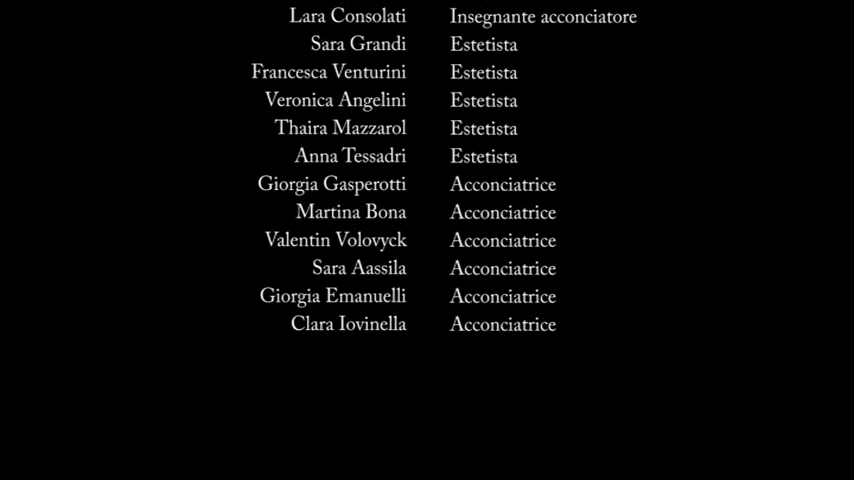 Lara Consolati Insegnante acconciatore
Sara Grandi Estetista
Francesca Venturini Estetista
Veronica Angelini Estetista
Thaira Mazzarol Estetista
Anna Tessadri Estetista
Giorgia Gasperotti Acconciatrice
Martina Bona Acconciatrice
Valentin Volovyck Acconciatrice
Sara Aassila Acconciatrice
Giorgia Emanuelli Acconciatrice
Clara Iovinella Acconciatrice